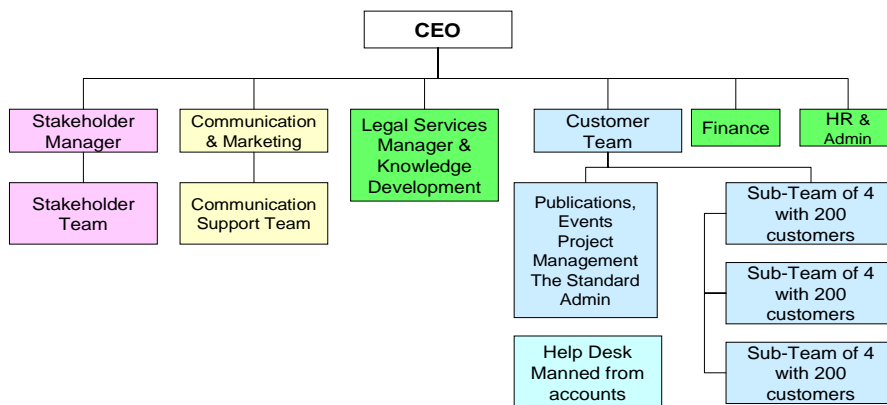 CEO
Stakeholder
Manager
Communication
& Marketing
Legal Services
Manager &
Knowledge
Development
Customer
Team
Finance
HR &
Admin
Stakeholder
Team
Communication
Support Team
Publications,
Events
Project
Management
The Standard
Admin
Sub-Team of 4
with 200
customers
Sub-Team of 4
with 200
customers
Help Desk
Manned from
accounts
Sub-Team of 4
with 200
customers